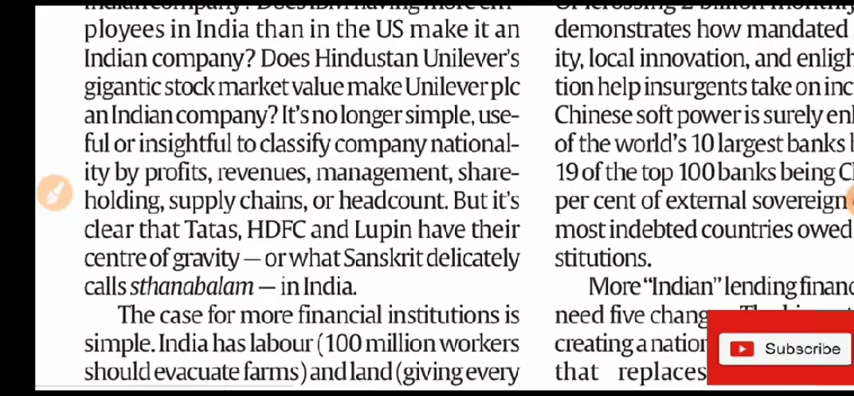 ployees in India than in the US make it an
Indian company? Does Hindustan Unilever's
gigantic stock market value make Unilever plc
an Indian company? It's no longer simple, use-
ful or insightful to classify company national-
ity by profits, revenues, management, share-
holding, supply chains, or headcount. But it's
clear that Tatas, HDFC and Lupin have their
centre of gravity — or what Sanskrit delicately
calls sthanabalam — in India.
The case for more financial institutions is
simple. India has labour (100 million workers
should evacuate farms) and land (giving every
demonstrates how mandated
ity, local innovation, and enligh
tion help insurgents take on inc
Chinese soft power is surely enl
of the world's 10 largest banks
19 of the top 100 banks being C
per cent of external sovereign
most indebted countries owed
stitutions.
More "Indian" lending financ
need five chang
creating a nation
that replaces
Subscribe